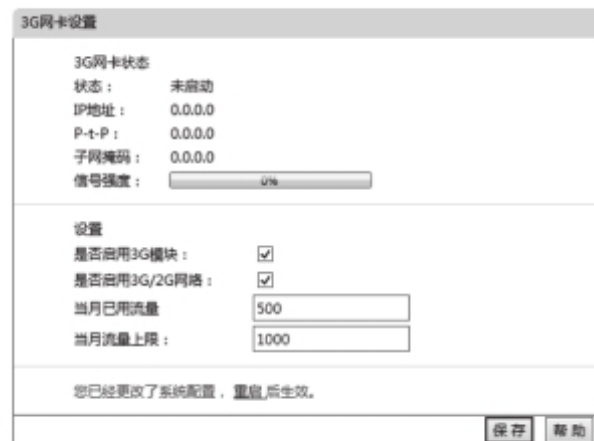 3G网卡设置
3G网卡状态
状态： 未启动
IP地址： 0.0.0.0
P-t-P： 0.0.0.0
子网掩码： 0.0.0.0
信号强度： 0%
设置
是否启用3G模块：
是否启用3G/2G网络：
当月已用流量 500
当月流量上限： 1000
您已经更改了系统配置，重启后生效。
保存 帮助